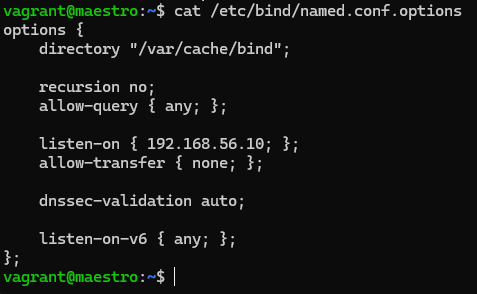 vagrant@maestro:~$ cat /etc/bind/named.conf.options
options {
    directory "/var/cache/bind";

    recursion no;
    allow-query { any; };

    listen-on { 192.168.56.10; };
    allow-transfer { none; };

    dnssec-validation auto;

    listen-on-v6 { any; };
};
vagrant@maestro:~$